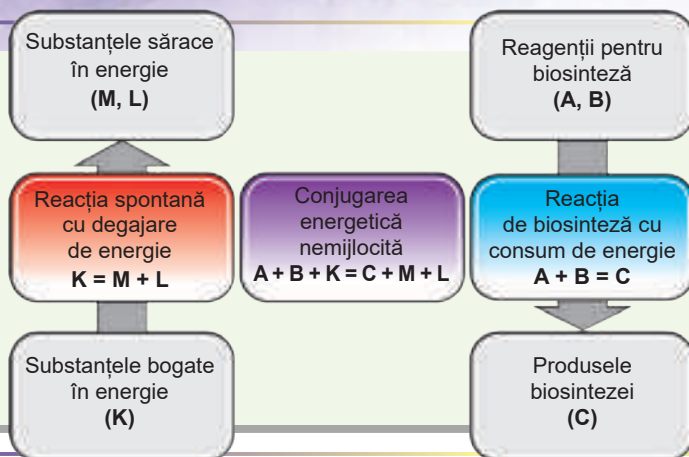 Substanțele sărace
în energie
(M, L)
Reagenții pentru
biosinteză
(A, B)
Reacția spontană
cu degajare
de energie
K = M + L
Conjugarea
energetică
nemijlocită
A + B + K = C + M + L
Reacția
de biosinteză cu
consum de energie
A + B = C
Substanțele bogate
în energie
(K)
Produsele
biosintezei
(C)